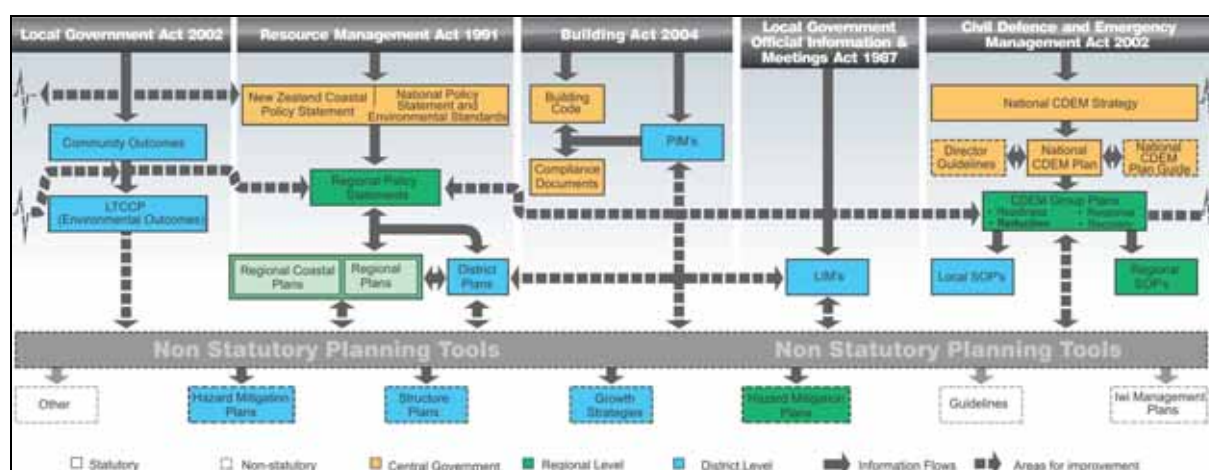 Local Government Act 2002
Resource Management Act 1991
Building Act 2004
Local Government
Official Information &
Meetings Act 1987
Civil Defence and Emergency
Management Act 2002
New Zealand Coastal
Policy Statement
National Policy
Statement and
Environmental Standards
Building
Code
National CDEM Strategy
Community Outcomes
PIM's
Director
Guidelines
National
CDEM Plan
National
CDEM
Plan Guide
Compliance
Documents
Regional Policy
Statements
LTCCP
(Environmental Outcomes)
CDEM Group Plans
• Readiness
• Response
• Reduction
• Recovery
Regional Coastal
Plans
Regional
Plans
District
Plans
LIM's
Local SOP's
Regional
SOP's
Non Statutory Planning Tools
Non Statutory Planning Tools
Other
Hazard Mitigation
Plans
Structure
Plans
Growth
Strategies
Hazard Mitigation
Plans
Guidelines
Iwi Management
Plans
Statutory
Non-statutory
Central Government
Regional Level
District Level
Information Flows
Areas for improvement